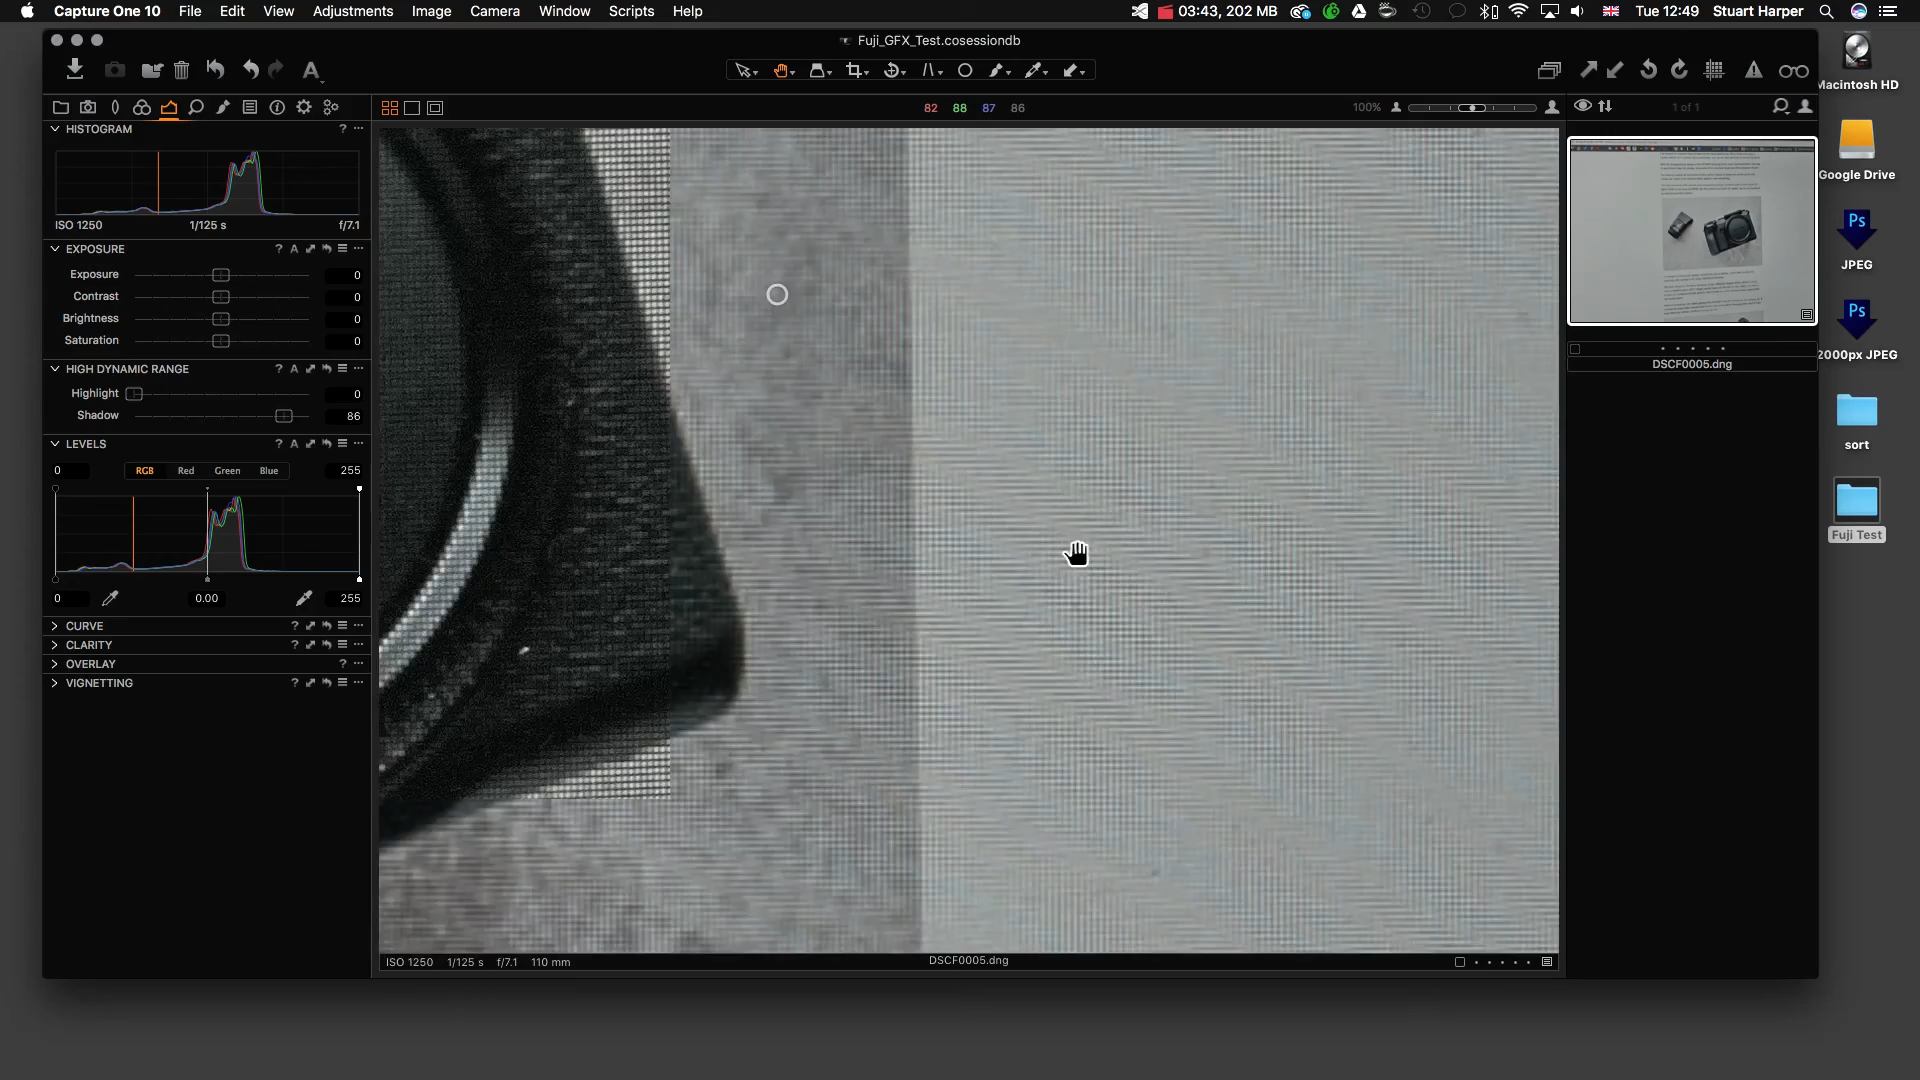 Capture One 10 File Edit View Adjustments Image Camera Window Scripts Help 03:43, 202 MB Tue 12:49 Stuart Harper
Fuji_GFX_Test.cosessiondb
82 88 87 86 100% 1 of 1
HISTOGRAM
ISO 1250 1/125 s f/7.1
EXPOSURE
Exposure 0
Contrast 0
Brightness 0
Saturation 0
HIGH DYNAMIC RANGE
Highlight 0
Shadow 86
LEVELS
0 RGB Red Green Blue 255
0 0.00 255
CURVE
CLARITY
OVERLAY
VIGNETTING
ISO 1250 1/125 s f/7.1 110 mm DSCF0005.dng
DSCF0005.dng
Macintosh HD
Google Drive
Ps
JPEG
Ps
2000px JPEG
sort
Fuji Test